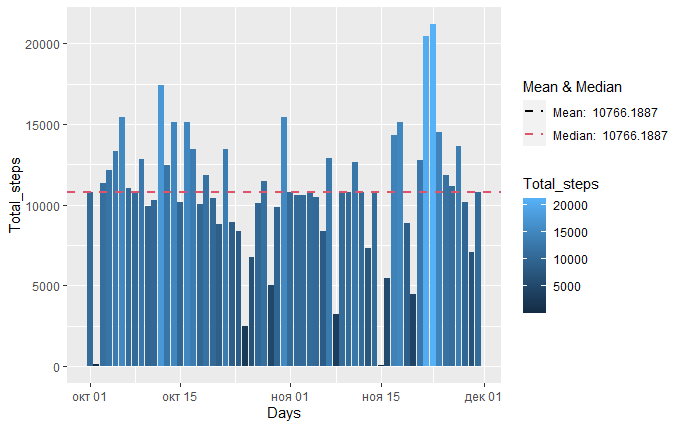 Total_steps
20000
15000
10000
5000
0
окт 01
окт 15
ноя 01
ноя 15
дек 01
Days
Mean & Median
Mean: 10766.1887
Median: 10766.1887
Total_steps
20000
15000
10000
5000